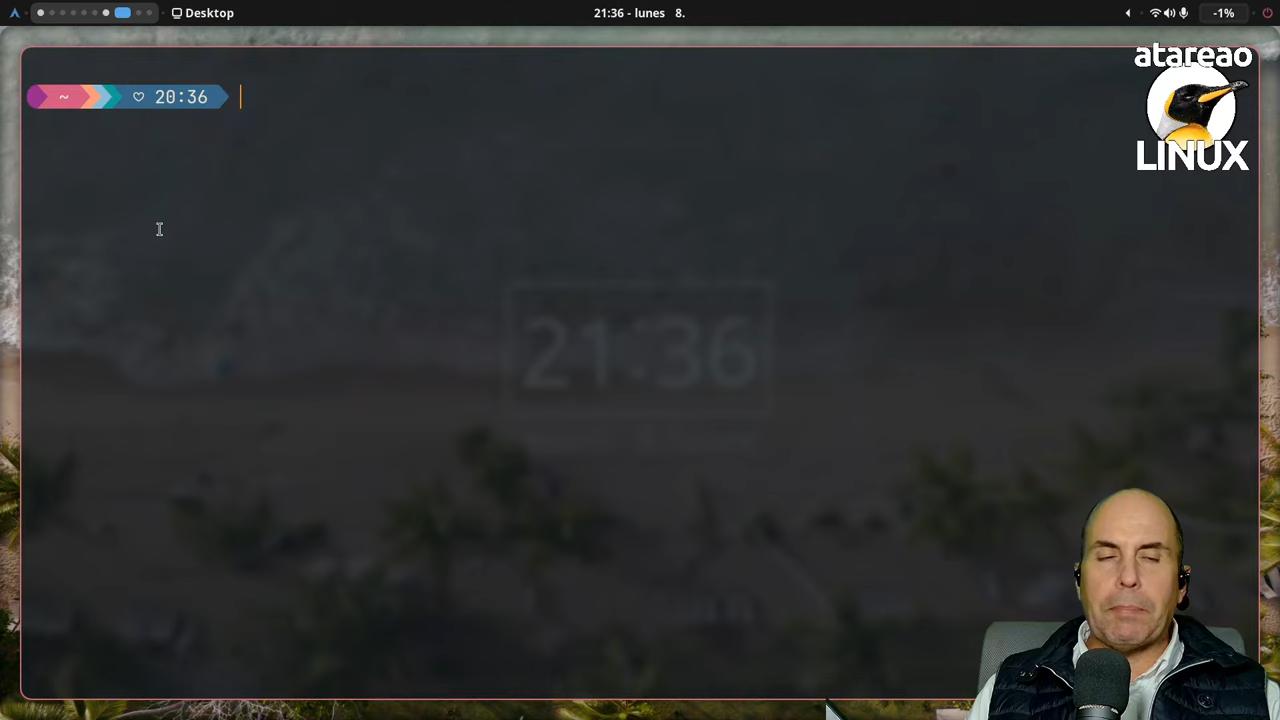 Desktop
21:36 - lunes 8.
-1%
atareao
LINUX
~ ♡ 20:36
21:36